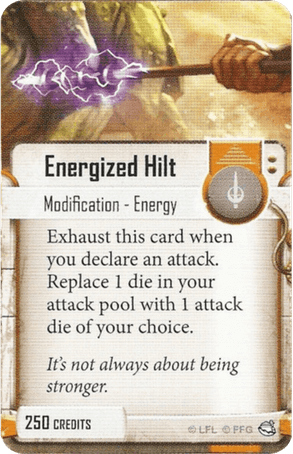 Energized Hilt
Modification - Energy
Exhaust this card when
you declare an attack.
Replace 1 die in your
attack pool with 1 attack
die of your choice.
It's not always about being
stronger.
250 CREDITS
© LFL © FFG